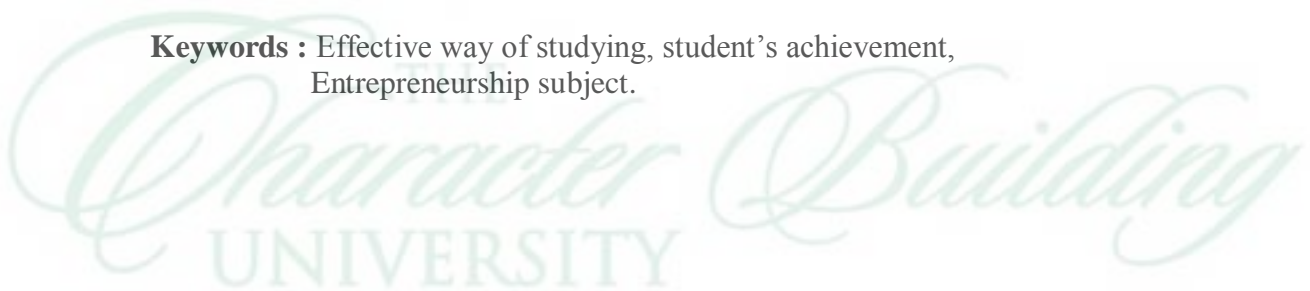 Keywords : Effective way of studying, student’s achievement,
Entrepreneurship subject.
THE
Character Building
UNIVERSITY